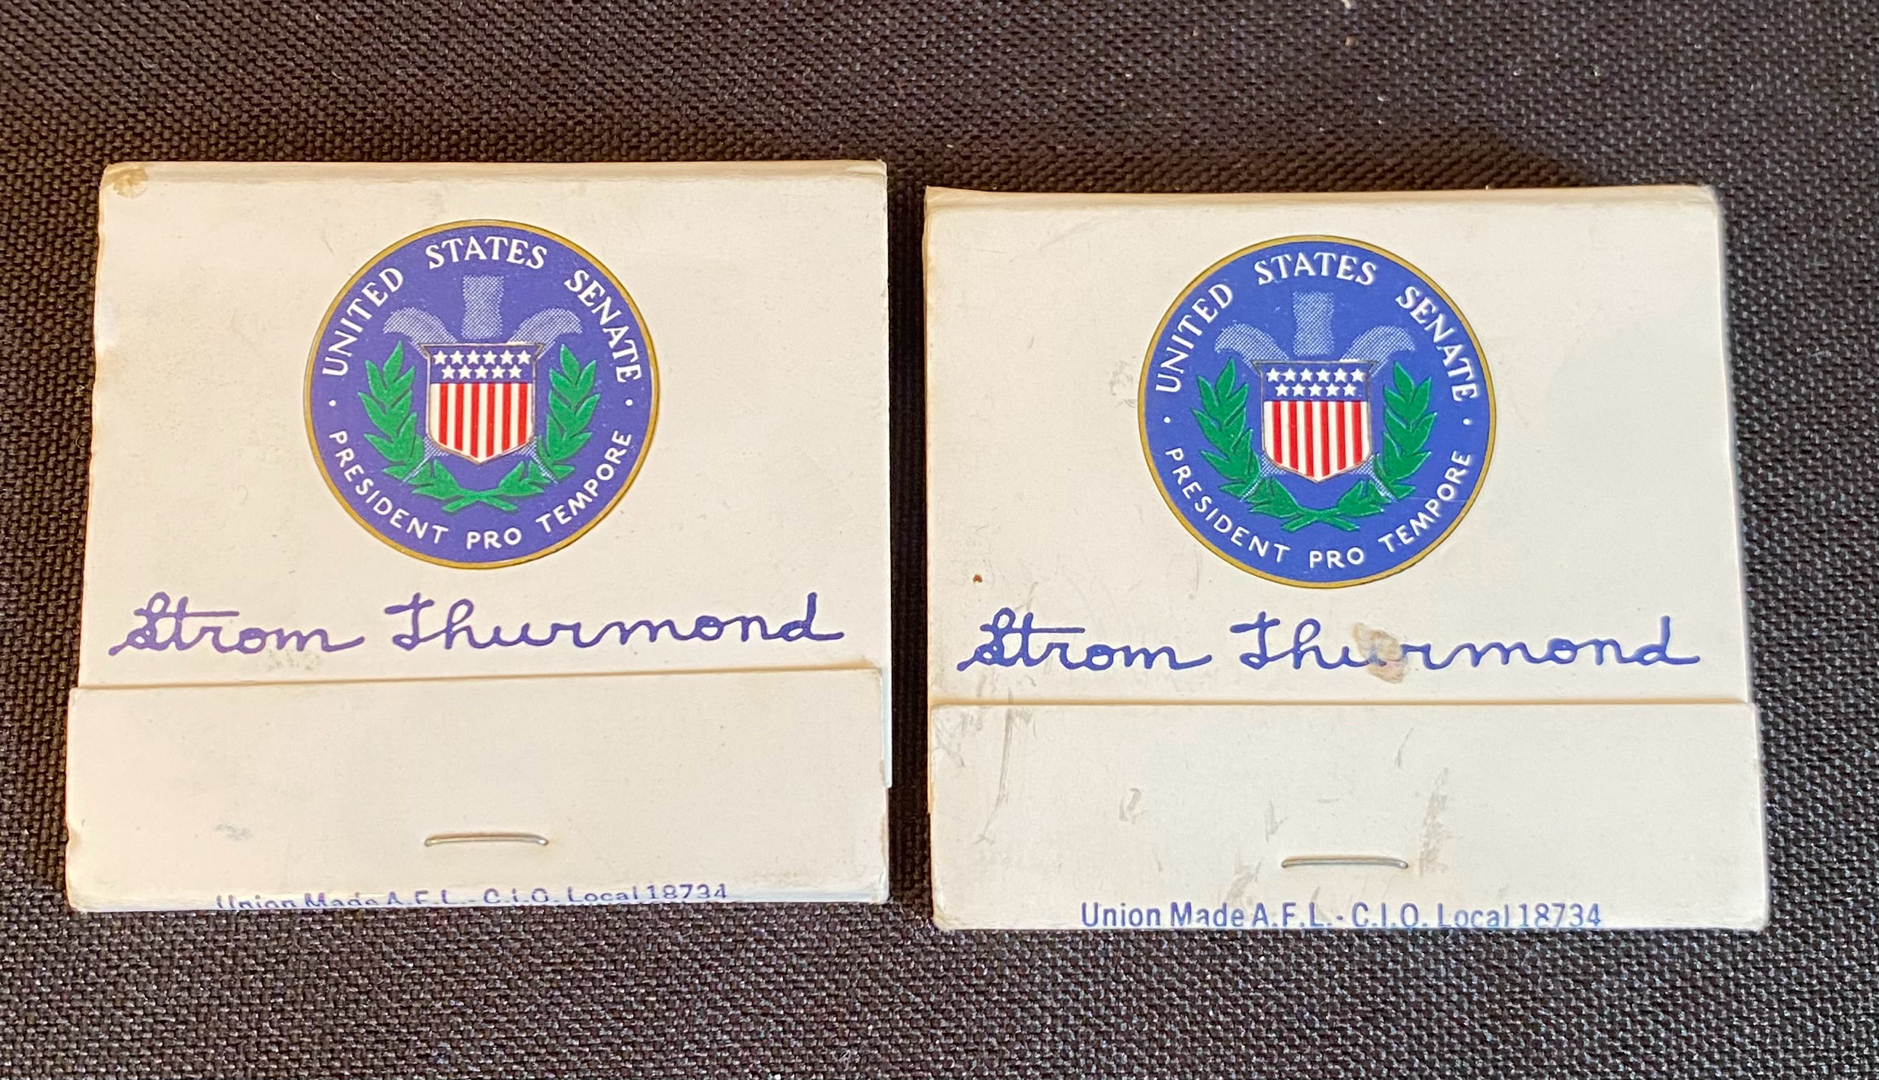 UNITED STATES SENATE
· PRESIDENT PRO TEMPORE ·
Strom Thurmond
Union Made A.F.L.-C.I.O. Local 18734
UNITED STATES SENATE
· PRESIDENT PRO TEMPORE ·
Strom Thurmond
Union Made A.F.L.-C.I.O. Local 18734